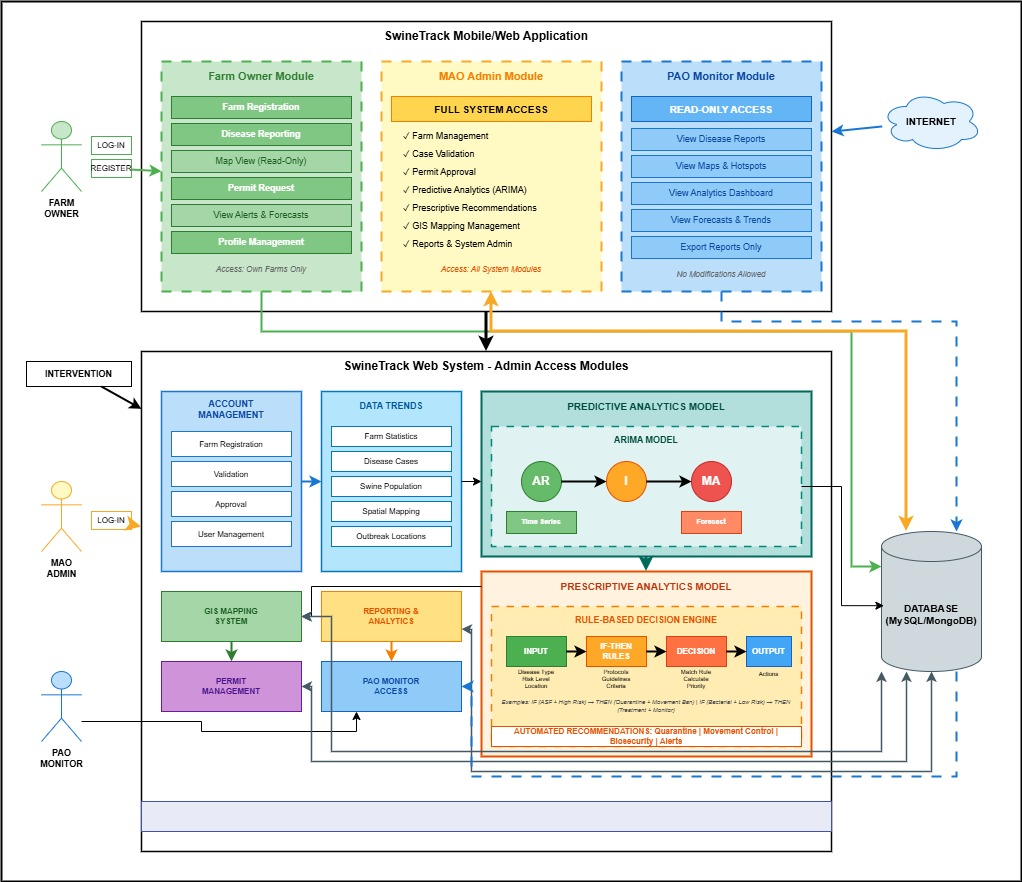 SwineTrack Mobile/Web Application
Farm Owner Module
Farm Registration
Disease Reporting
Map View (Read-Only)
Permit Request
View Alerts & Forecasts
Profile Management
Access: Own Farms Only
MAO Admin Module
FULL SYSTEM ACCESS
✓ Farm Management
✓ Case Validation
✓ Permit Approval
✓ Predictive Analytics (ARIMA)
✓ Prescriptive Recommendations
✓ GIS Mapping Management
✓ Reports & System Admin
Access: All System Modules
PAO Monitor Module
READ-ONLY ACCESS
View Disease Reports
View Maps & Hotspots
View Analytics Dashboard
View Forecasts & Trends
Export Reports Only
No Modifications Allowed
INTERNET
LOG-IN
REGISTER
FARM
OWNER
INTERVENTION
SwineTrack Web System - Admin Access Modules
ACCOUNT
MANAGEMENT
Farm Registration
Validation
Approval
User Management
DATA TRENDS
Farm Statistics
Disease Cases
Swine Population
Spatial Mapping
Outbreak Locations
PREDICTIVE ANALYTICS MODEL
ARIMA MODEL
AR
I
MA
Time Series
Forecast
LOG-IN
MAO
ADMIN
DATABASE
(MySQL/MongoDB)
GIS MAPPING
SYSTEM
REPORTING &
ANALYTICS
PERMIT
MANAGEMENT
PAO MONITOR
ACCESS
PRESCRIPTIVE ANALYTICS MODEL
RULE-BASED DECISION ENGINE
INPUT
IF-THEN
RULES
DECISION
OUTPUT
Disease Type
Risk Level
Location
Protocols
Guidelines
Criteria
Match Rule
Calculate
Priority
Actions
Examples: IF (ASF + High Risk) → THEN (Quarantine + Movement Ban) | IF (Bacterial + Low Risk) → THEN
(Treatment + Monitor)
AUTOMATED RECOMMENDATIONS: Quarantine | Movement Control |
Biosecurity | Alerts
PAO
MONITOR